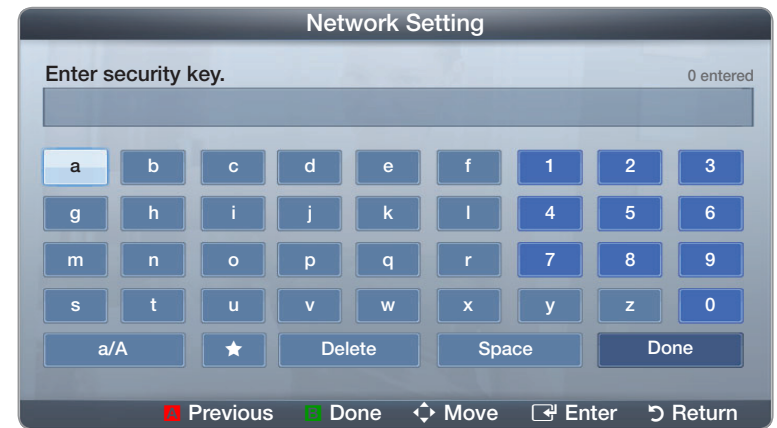 Network Setting
Enter security key. 0 entered
a b c d e f 1 2 3
g h i j k l 4 5 6
m n o p q r 7 8 9
s t u v w x y z 0
a/A ★ Delete Space Done
A Previous B Done Move Enter Return